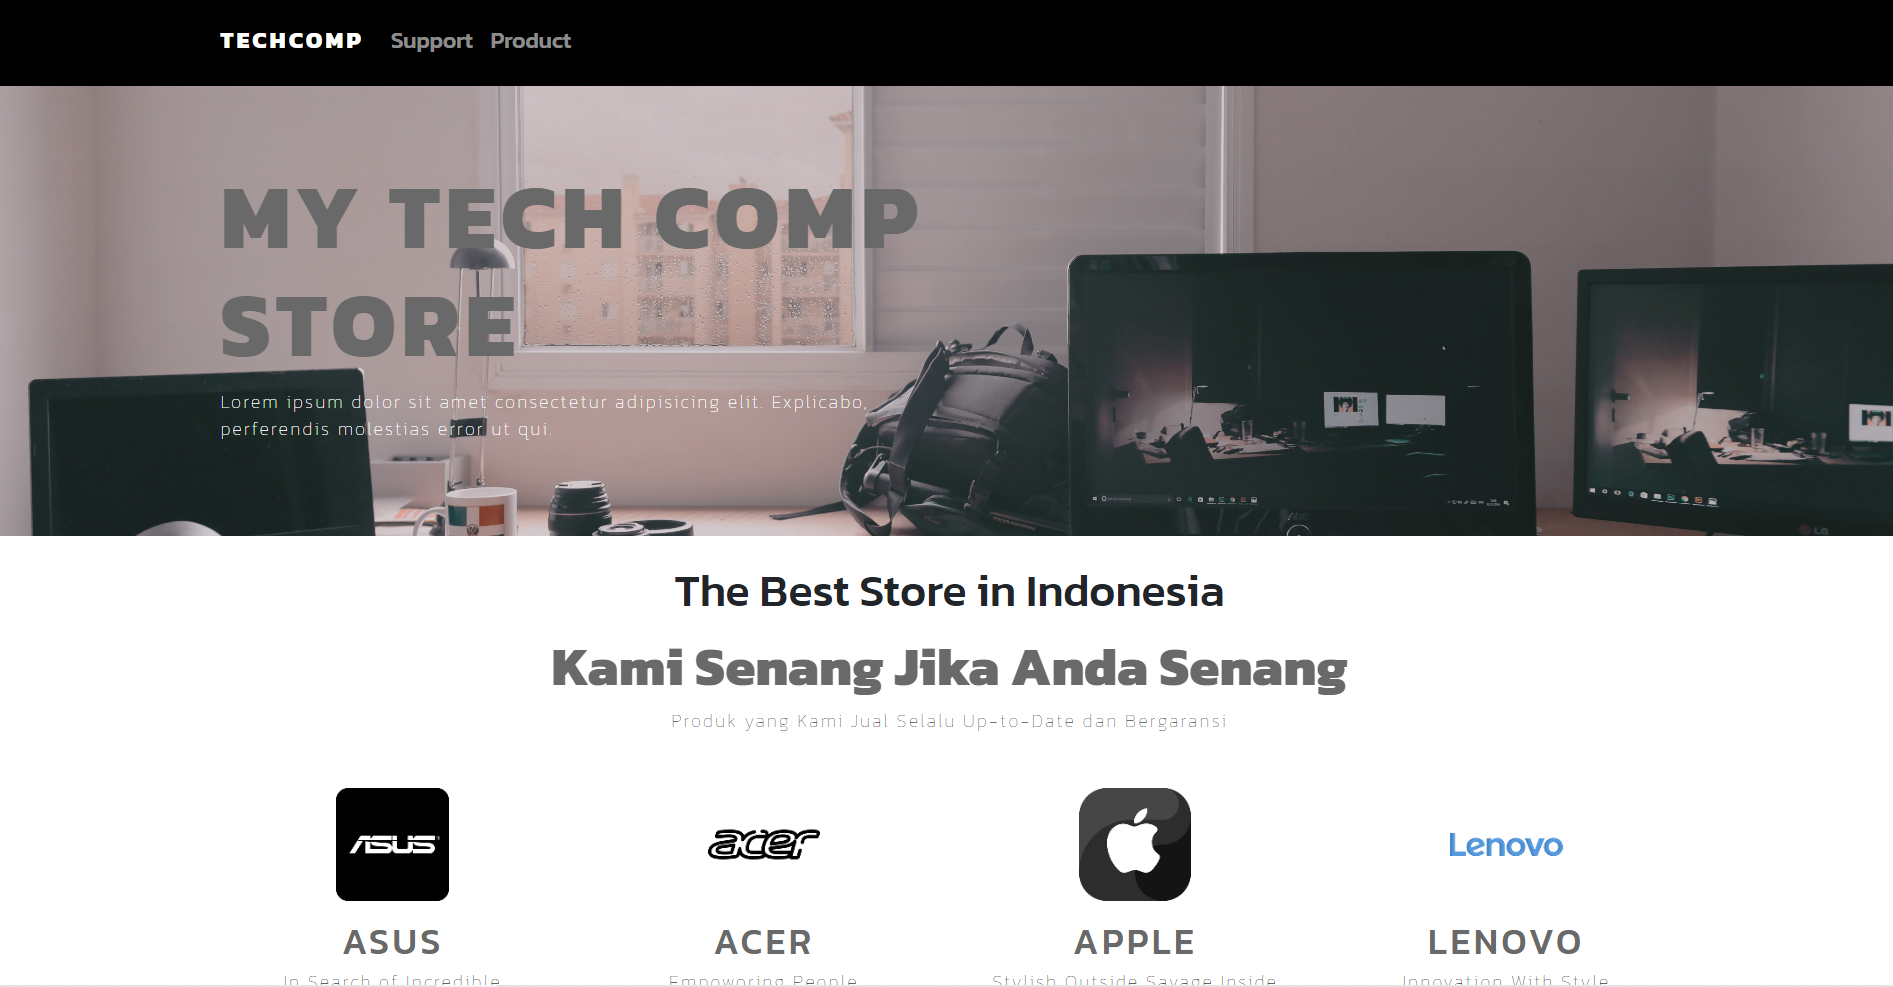 TECHCOMP Support Product
MY TECH COMP
STORE
Lorem ipsum dolor sit amet consectetur adipisicing elit. Explicabo,
perferendis molestias error ut qui.
The Best Store in Indonesia
Kami Senang Jika Anda Senang
Produk yang Kami Jual Selalu Up-to-Date dan Bergaransi
ASUS acer Lenovo
ASUS ACER APPLE LENOVO
In Search of Incredible Empowering People Stylish Outside Savage Inside Innovation With Style
LG